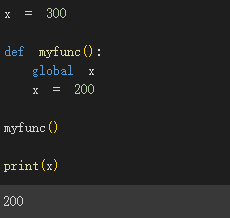 x = 300
def myfunc():
    global x
    x = 200
myfunc()
print(x)
200